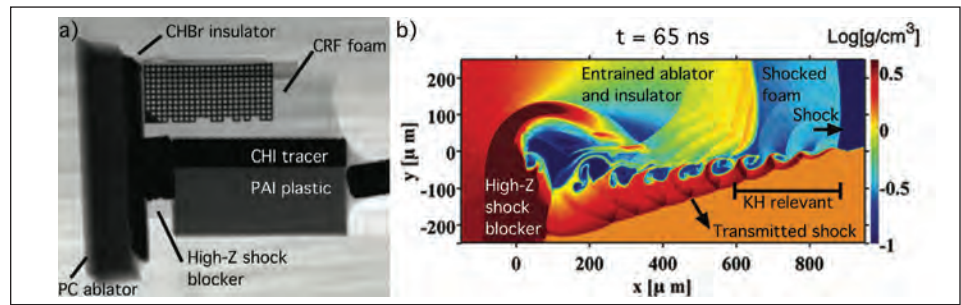 a)
CHBr insulator
CRF foam
CHI tracer
PAI plastic
High-Z shock
blocker
PC ablator
b)
t = 65 ns
Log[g/cm³]
Entrained ablator
and insulator
Shocked
foam
Shock
High-Z
shock
blocker
KH relevant
Transmitted shock
200
100
0
-100
-200
y [µ m]
0
200
400
600
800
x [µ m]
0.5
0
-0.5
-1